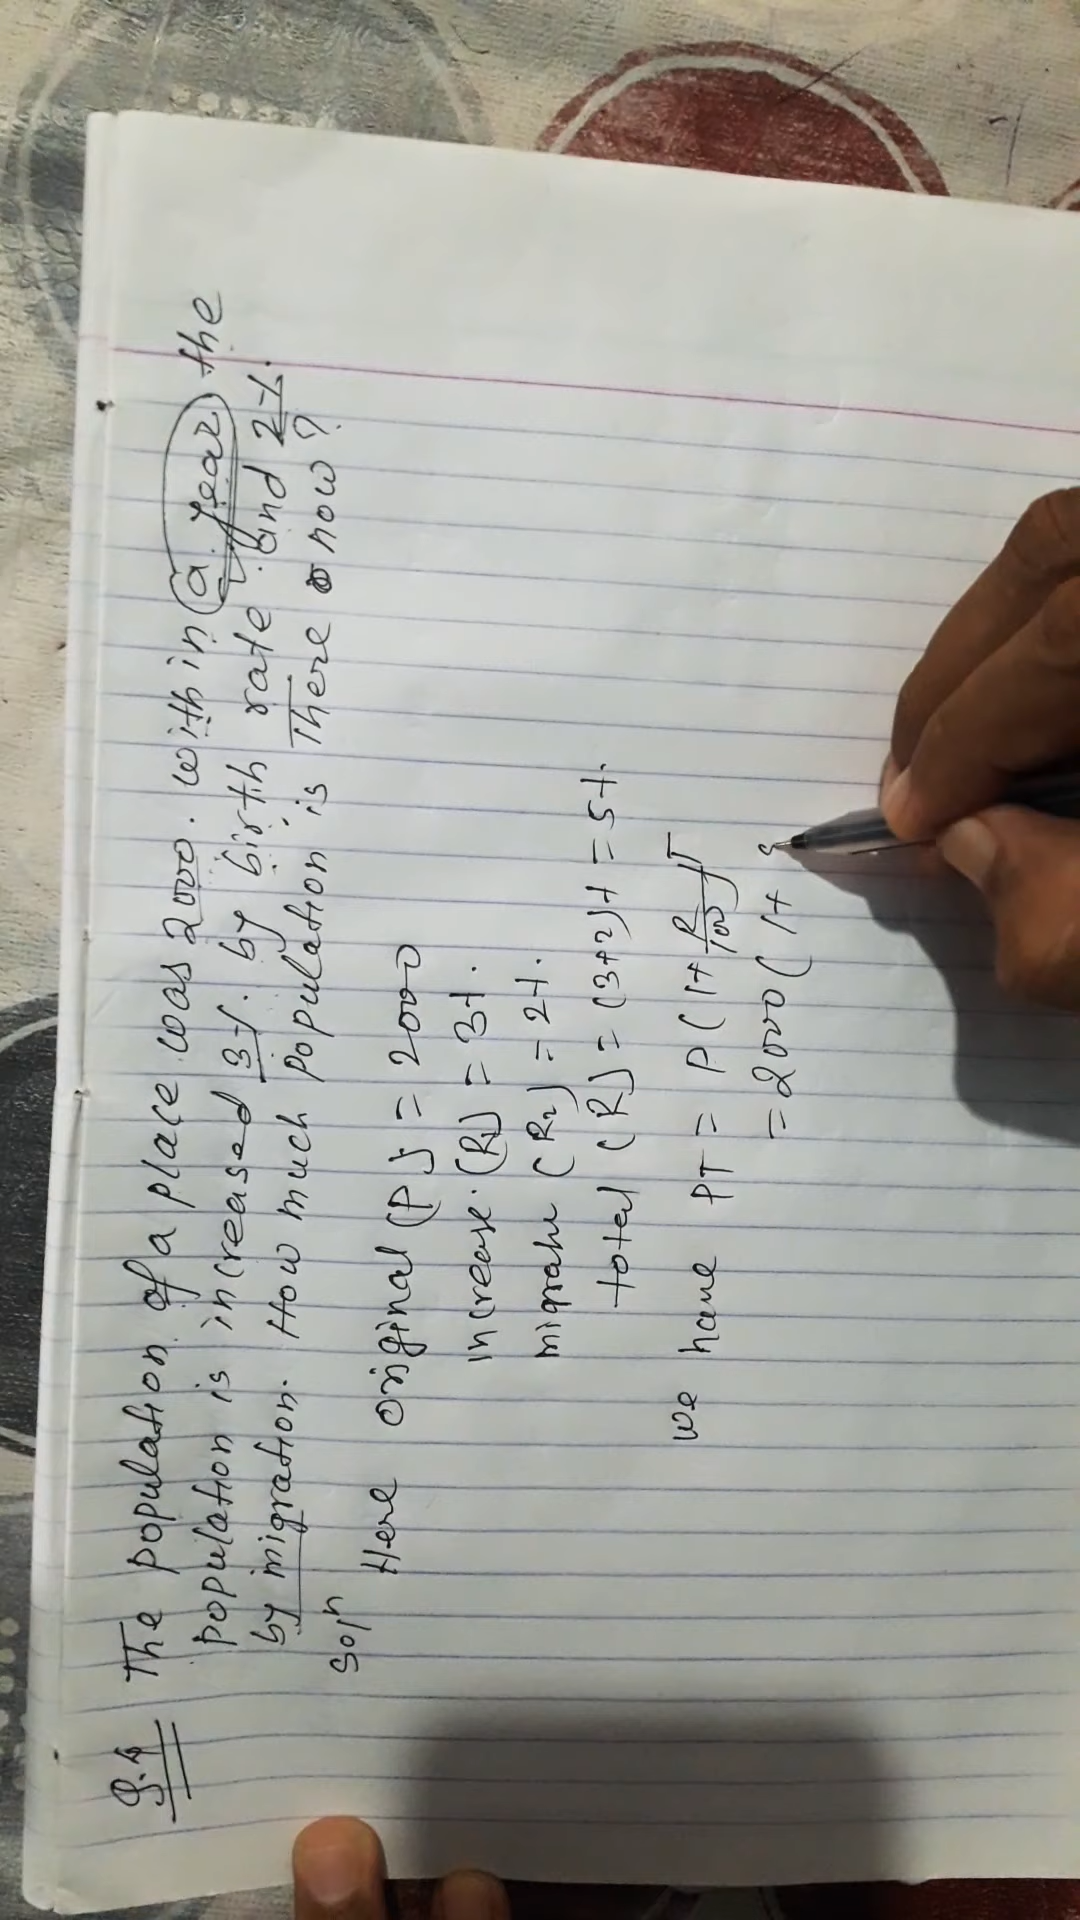 Q.4 The population of a place was 2000. with in a year the
population is increased 3%. by birth rate and 2%.
by migration. How much population is There now?
Soln
Here original (P) = 2000
increase (R1) = 3%.
migrate (R2) = 2%.
total (R) = (3+2)% = 5%.
we have PT = P(1+R/100)^T
= 2000(1+